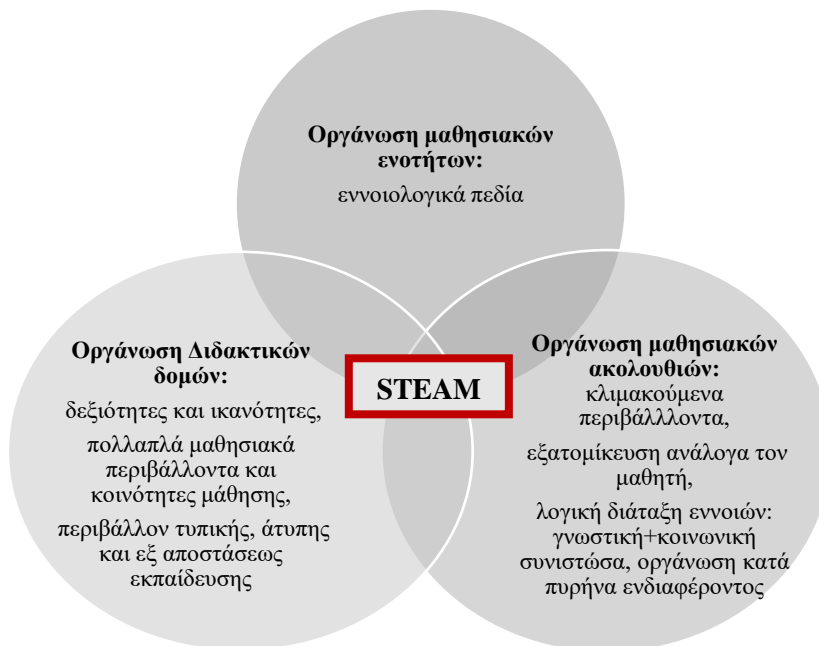 Οργάνωση μαθησιακών
ενοτήτων:
εννοιολογικά πεδία
Οργάνωση Διδακτικών
δομών:
δεξιότητες και ικανότητες,
πολλαπλά μαθησιακά
περιβάλλοντα και
κοινότητες μάθησης,
περιβάλλον τυπικής, άτυπης
και εξ αποστάσεως
εκπαίδευσης
STEAM
Οργάνωση μαθησιακών
ακολουθιών:
κλιμακούμενα
περιβάλλλοντα,
εξατομίκευση ανάλογα τον
μαθητή,
λογική διάταξη εννοιών:
γνωστική+κοινωνική
συνιστώσα, οργάνωση κατά
πυρήνα ενδιαφέροντος